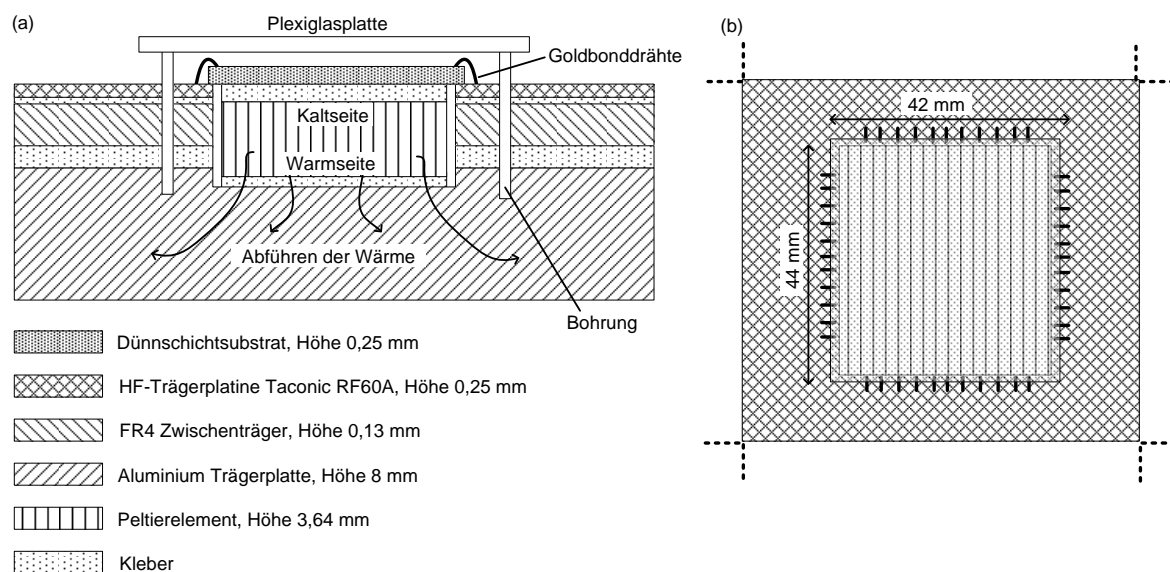 (a)
Plexiglasplatte
Goldbonddrähte
Kaltseite
Warmseite
Abführen der Wärme
Bohrung
Dünnschichtsubstrat, Höhe 0,25 mm
HF-Trägerplatine Taconic RF60A, Höhe 0,25 mm
FR4 Zwischenträger, Höhe 0,13 mm
Aluminium Trägerplatte, Höhe 8 mm
Peltierelement, Höhe 3,64 mm
Kleber
(b)
42 mm
44 mm